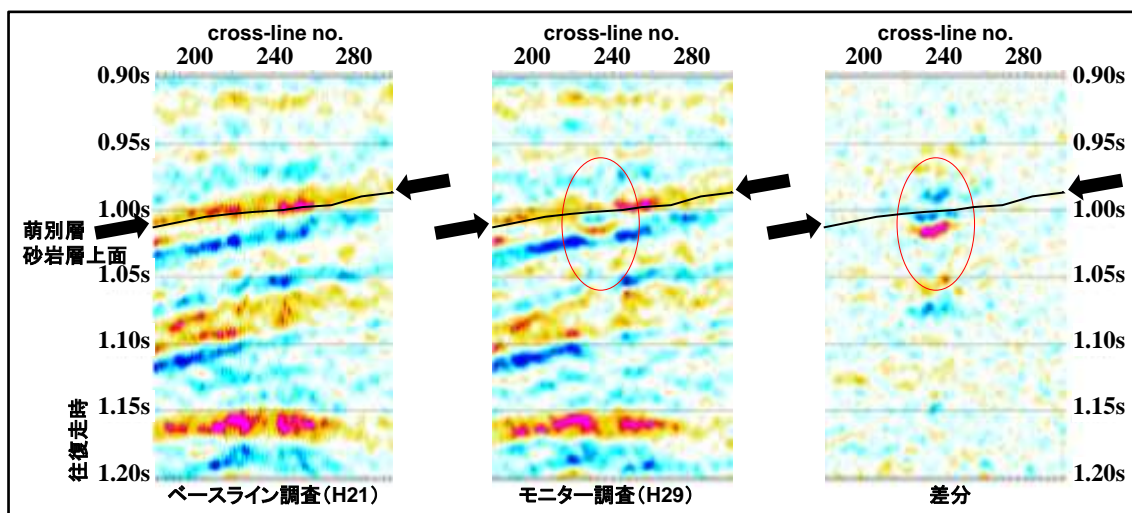 cross-line no.
200 240 280
cross-line no.
200 240 280
cross-line no.
200 240 280
0.90s
0.95s
1.00s
1.05s
1.10s
1.15s
1.20s
萌別層
砂岩層上面
往復走時
0.90s
0.95s
1.00s
1.05s
1.10s
1.15s
1.20s
ベースライン調査(H21)
モニター調査(H29)
差分